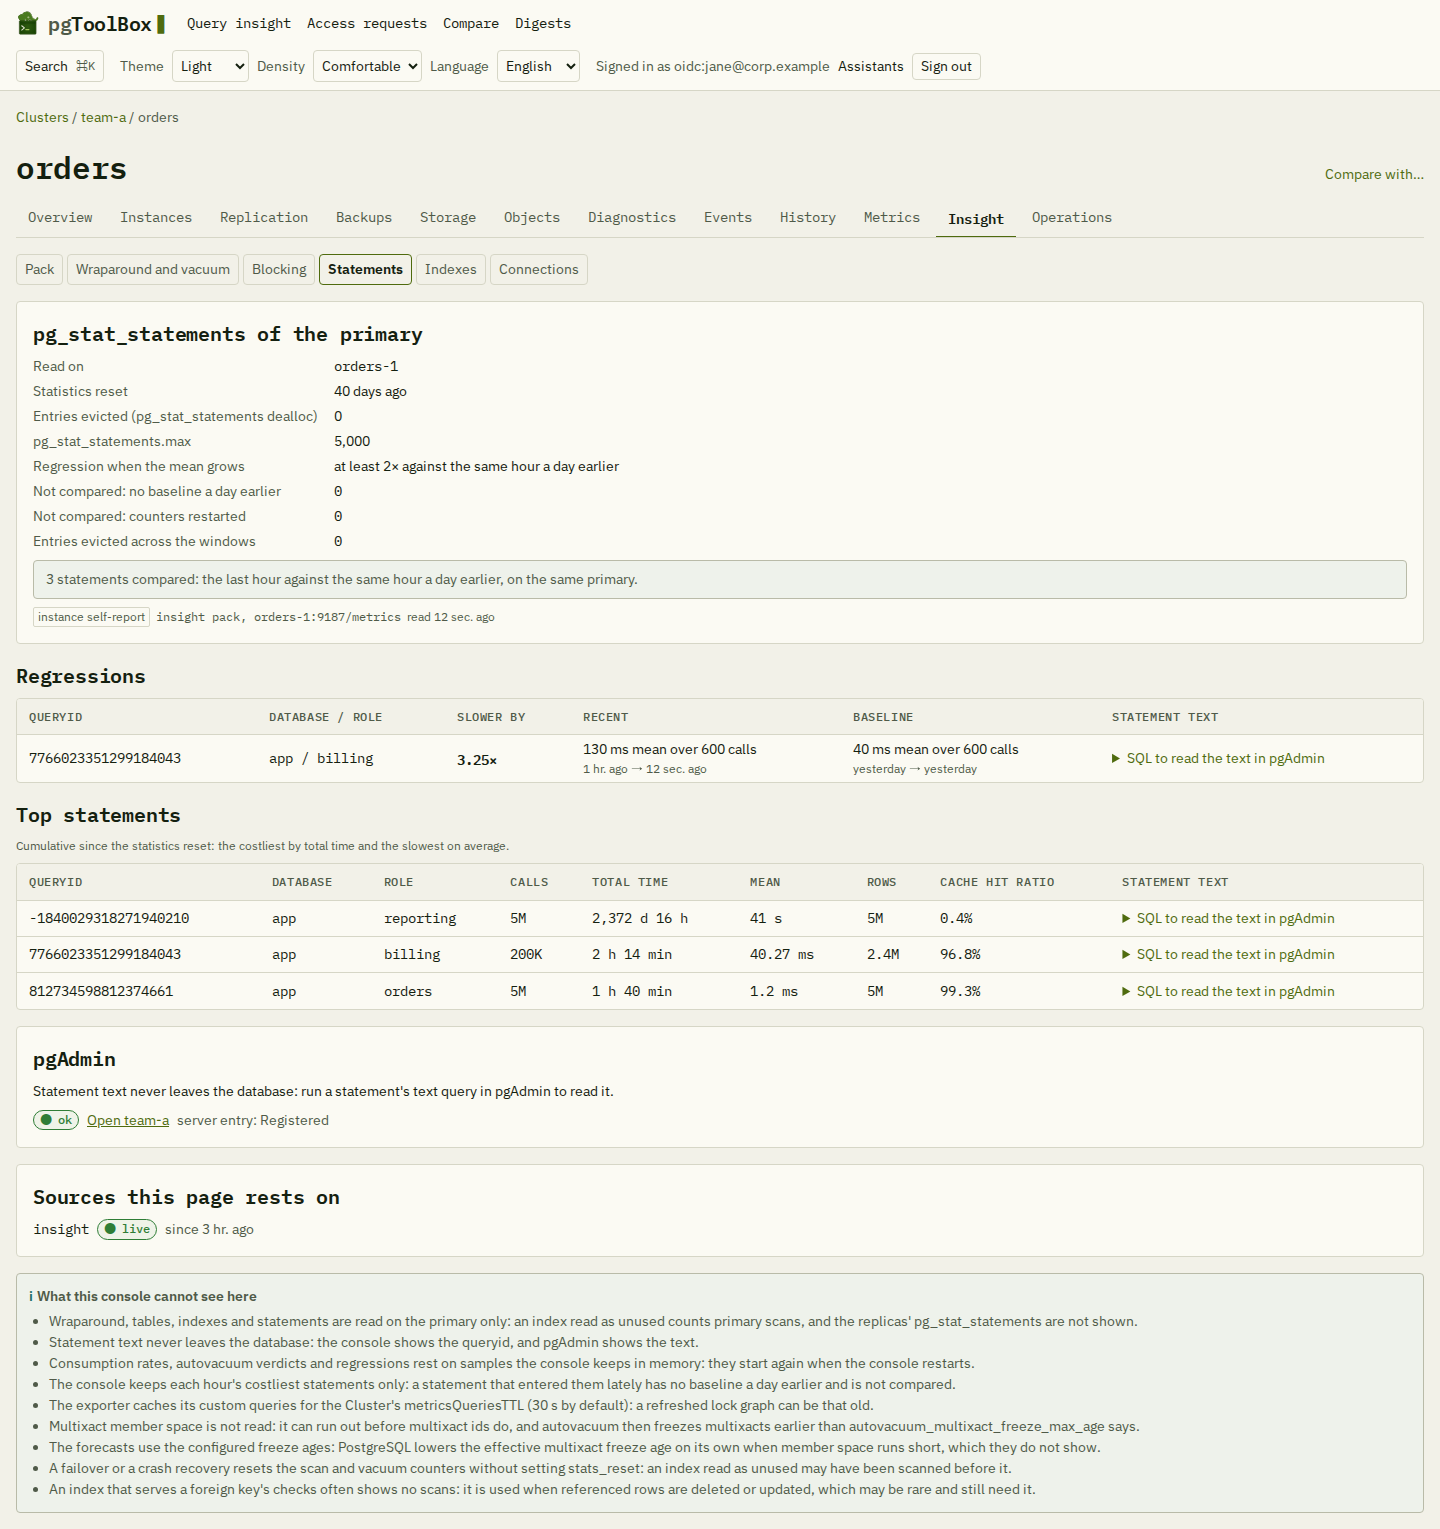 pgToolBox
Query insight Access requests Compare Digests
Search ⌘K Theme Light Density Comfortable Language English Signed in as oidc:jane@corp.example Assistants Sign out
Clusters / team-a / orders
orders
Compare with...
Overview Instances Replication Backups Storage Objects Diagnostics Events History Metrics Insight Operations
Pack Wraparound and vacuum Blocking Statements Indexes Connections
pg_stat_statements of the primary
Read on orders-1
Statistics reset 40 days ago
Entries evicted (pg_stat_statements dealloc) 0
pg_stat_statements.max 5,000
Regression when the mean grows at least 2× against the same hour a day earlier
Not compared: no baseline a day earlier 0
Not compared: counters restarted 0
Entries evicted across the windows 0
3 statements compared: the last hour against the same hour a day earlier, on the same primary.
instance self-report insight pack, orders-1:9187/metrics read 12 sec. ago
Regressions
QUERYID DATABASE / ROLE SLOWER BY RECENT BASELINE STATEMENT TEXT
7766023351299184043 app / billing 3.25× 130 ms mean over 600 calls 40 ms mean over 600 calls ▶ SQL to read the text in pgAdmin
1 hr. ago → 12 sec. ago yesterday → yesterday
Top statements
Cumulative since the statistics reset: the costliest by total time and the slowest on average.
QUERYID DATABASE ROLE CALLS TOTAL TIME MEAN ROWS CACHE HIT RATIO STATEMENT TEXT
-1840029318271940210 app reporting 5M 2,372 d 16 h 41 s 5M 0.4% ▶ SQL to read the text in pgAdmin
7766023351299184043 app billing 200K 2 h 14 min 40.27 ms 2.4M 96.8% ▶ SQL to read the text in pgAdmin
812734598812374661 app orders 5M 1 h 40 min 1.2 ms 5M 99.3% ▶ SQL to read the text in pgAdmin
pgAdmin
Statement text never leaves the database: run a statement's text query in pgAdmin to read it.
ok Open team-a server entry: Registered
Sources this page rests on
insight live since 3 hr. ago
i What this console cannot see here
• Wraparound, tables, indexes and statements are read on the primary only: an index read as unused counts primary scans, and the replicas' pg_stat_statements are not shown.
• Statement text never leaves the database: the console shows the queryid, and pgAdmin shows the text.
• Consumption rates, autovacuum verdicts and regressions rest on samples the console keeps in memory: they start again when the console restarts.
• The console keeps each hour's costliest statements only: a statement that entered them lately has no baseline a day earlier and is not compared.
• The exporter caches its custom queries for the Cluster's metricsQueriesTTL (30 s by default): a refreshed lock graph can be that old.
• Multixact member space is not read: it can run out before multixact ids do, and autovacuum then freezes multixacts earlier than autovacuum_multixact_freeze_max_age says.
• The forecasts use the configured freeze ages: PostgreSQL lowers the effective multixact freeze age on its own when member space runs short, which they do not show.
• A failover or a crash recovery resets the scan and vacuum counters without setting stats_reset: an index read as unused may have been scanned before it.
• An index that serves a foreign key's checks often shows no scans: it is used when referenced rows are deleted or updated, which may be rare and still need it.